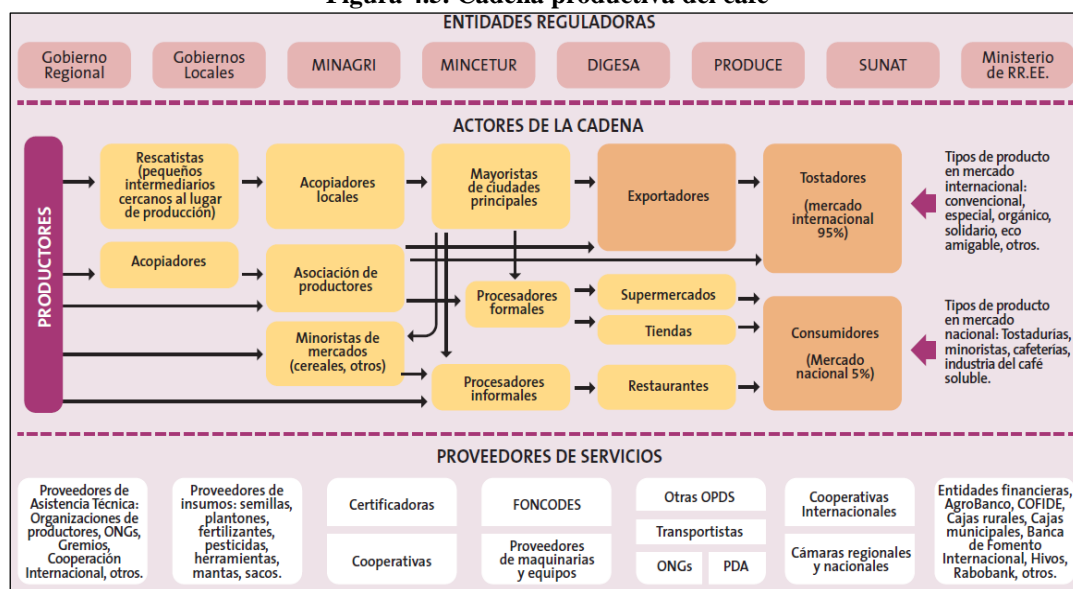 Figura 4.3. Cadena productiva del café
ENTIDADES REGULADORAS
Gobierno
Regional
Gobiernos
Locales
MINAGRI
MINCETUR
DIGESA
PRODUCE
SUNAT
Ministerio
de RR.EE.
ACTORES DE LA CADENA
PRODUCTORES
Rescatistas
(pequeños
intermediarios
cercanos al lugar
de producción)
Acopiadores
locales
Mayoristas
de ciudades
principales
Exportadores
Tostadores
(mercado
internacional
95%)
Tipos de producto
en mercado
internacional:
convencional,
especial, orgánico,
solidario, eco
amigable, otros.
Acopiadores
Asociación de
productores
Procesadores
formales
Supermercados
Tiendas
Consumidores
(Mercado
nacional 5%)
Tipos de producto
en mercado
nacional: Tostadurías,
minoristas, cafeterías,
industria del café
soluble.
Minoristas de
mercados
(cereales, otros)
Procesadores
informales
Restaurantes
PROVEEDORES DE SERVICIOS
Proveedores de
Asistencia Técnica:
Organizaciones de
productores, ONGs,
Gremios,
Cooperación
Internacional, otros.
Proveedores de
insumos: semillas,
plantones,
fertilizantes,
pesticidas,
herramientas,
mantas, sacos.
Certificadoras
Cooperativas
FONCODES
Proveedores
de maquinarias
y equipos
Otras OPDS
Transportistas
ONGs
PDA
Cooperativas
Internacionales
Cámaras regionales
y nacionales
Entidades financieras,
AgroBanco, COFIDE,
Cajas rurales, Cajas
municipales, Banca
de Fomento
Internacional, Hivos,
Rabobank, otros.